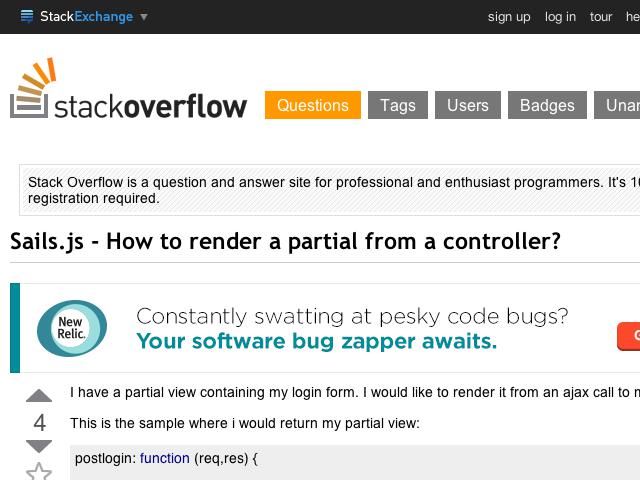 StackExchange ▼ sign up log in tour he
stackoverflow Questions Tags Users Badges Unan
Stack Overflow is a question and answer site for professional and enthusiast programmers. It's 10
registration required.
Sails.js - How to render a partial from a controller?
New
Relic.
Constantly swatting at pesky code bugs?
Your software bug zapper awaits.
I have a partial view containing my login form. I would like to render it from an ajax call to m
4
This is the sample where i would return my partial view:
postlogin: function (req,res) {